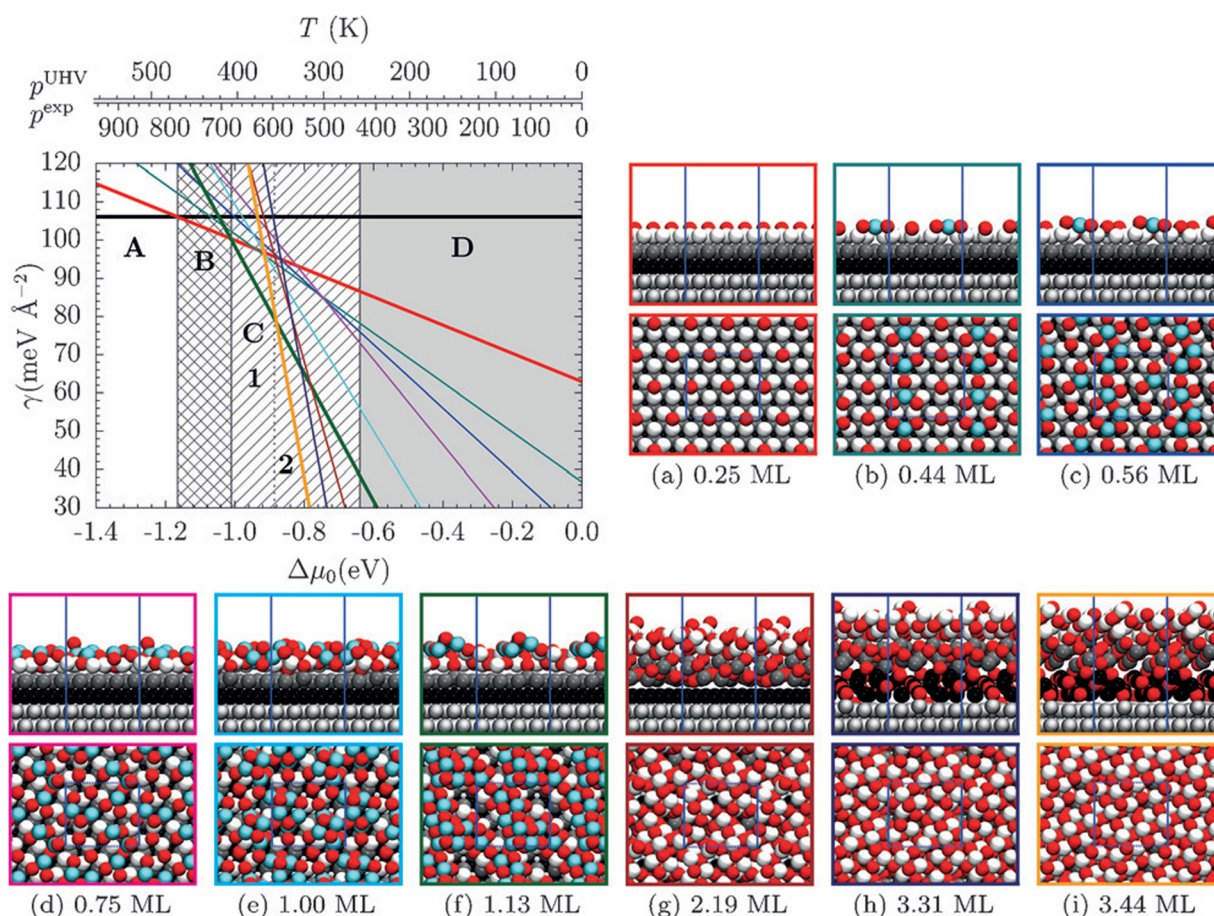 T (K)
pUHV 500 400 300 200 100 0
pexp 900 800 700 600 500 400 300 200 100 0
120
110
100
90
80
70
60
50
40
30
γ(meV Å−2)
A B C D
1
2
-1.4 -1.2 -1.0 -0.8 -0.6 -0.4 -0.2 0.0
Δμ0(eV)
(a) 0.25 ML (b) 0.44 ML (c) 0.56 ML
(d) 0.75 ML (e) 1.00 ML (f) 1.13 ML (g) 2.19 ML (h) 3.31 ML (i) 3.44 ML